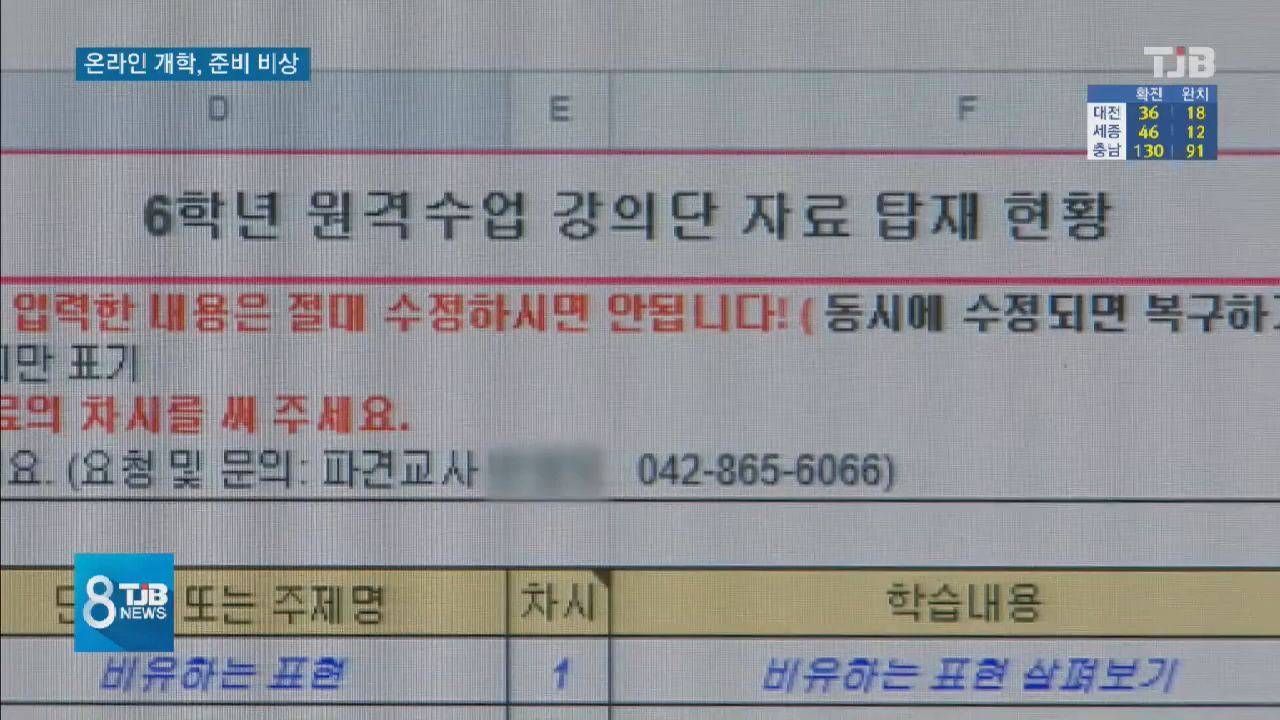 온라인 개학, 준비 비상
TJB
확진 완치
대전 36 18
세종 46 12
충남 130 91
D E F
6학년 원격수업 강의단 자료 탑재 현황
입력한 내용은 절대 수정하시면 안됩니다! ( 동시에 수정되면 복구하
만 표기
료의 차시를 써 주세요.
요. (요청 및 문의: 파견교사 042-865-6066)
또는 주제명 차시 학습내용
8 TJB NEWS
비유하는 표현 1 비유하는 표현 살펴보기